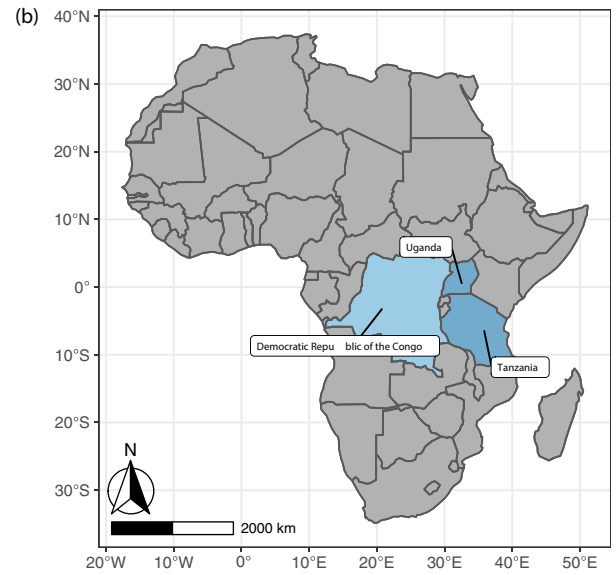 (b)
40°N
30°N
20°N
10°N
Uganda
0°
Democratic Repu blic of the Congo
10°S
Tanzania
20°S
N
30°S
2000 km
20°W 10°W 0° 10°E 20°E 30°E 40°E 50°E